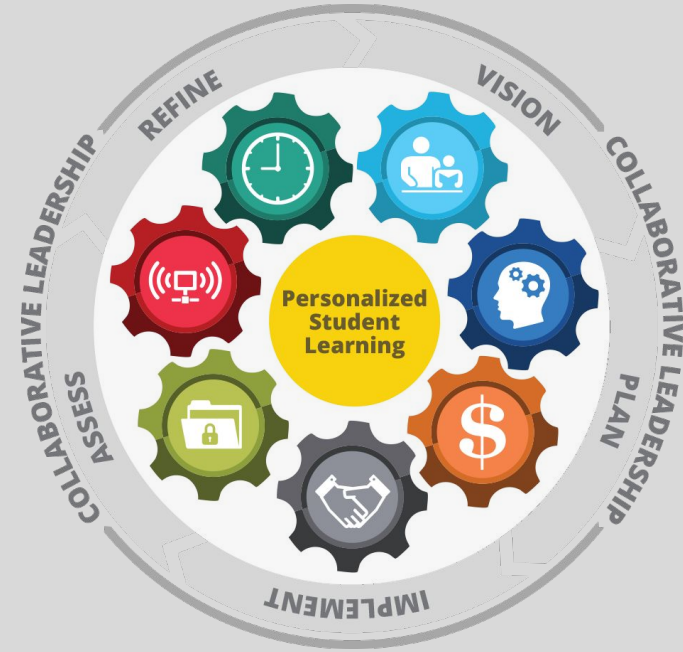 Personalized
Student
Learning
VISION
PLAN
IMPLEMENT
ASSESS
REFINE
COLLABORATIVE LEADERSHIP
COLLABORATIVE LEADERSHIP
$